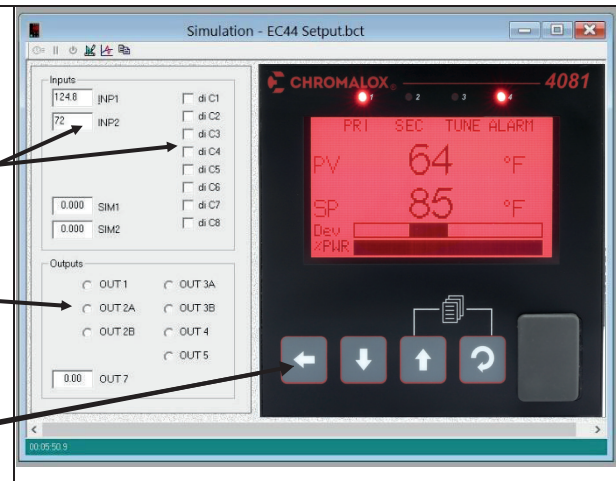 Simulation - EC44 Setput.bct
Inputs
124.8 INP1
72 INP2
di C1
di C2
di C3
di C4
di C5
di C6
di C7
di C8
0.000 SIM1
0.000 SIM2
Outputs
OUT 1 OUT 3A
OUT 2A OUT 3B
OUT 2B OUT 4
OUT 5
0.00 OUT 7
CHROMALOX 4081
1 2 3 4
PRI SEC TUNE ALARM
PV 64 °F
SP 85 °F
Dev
%PWR
00:05:50.9